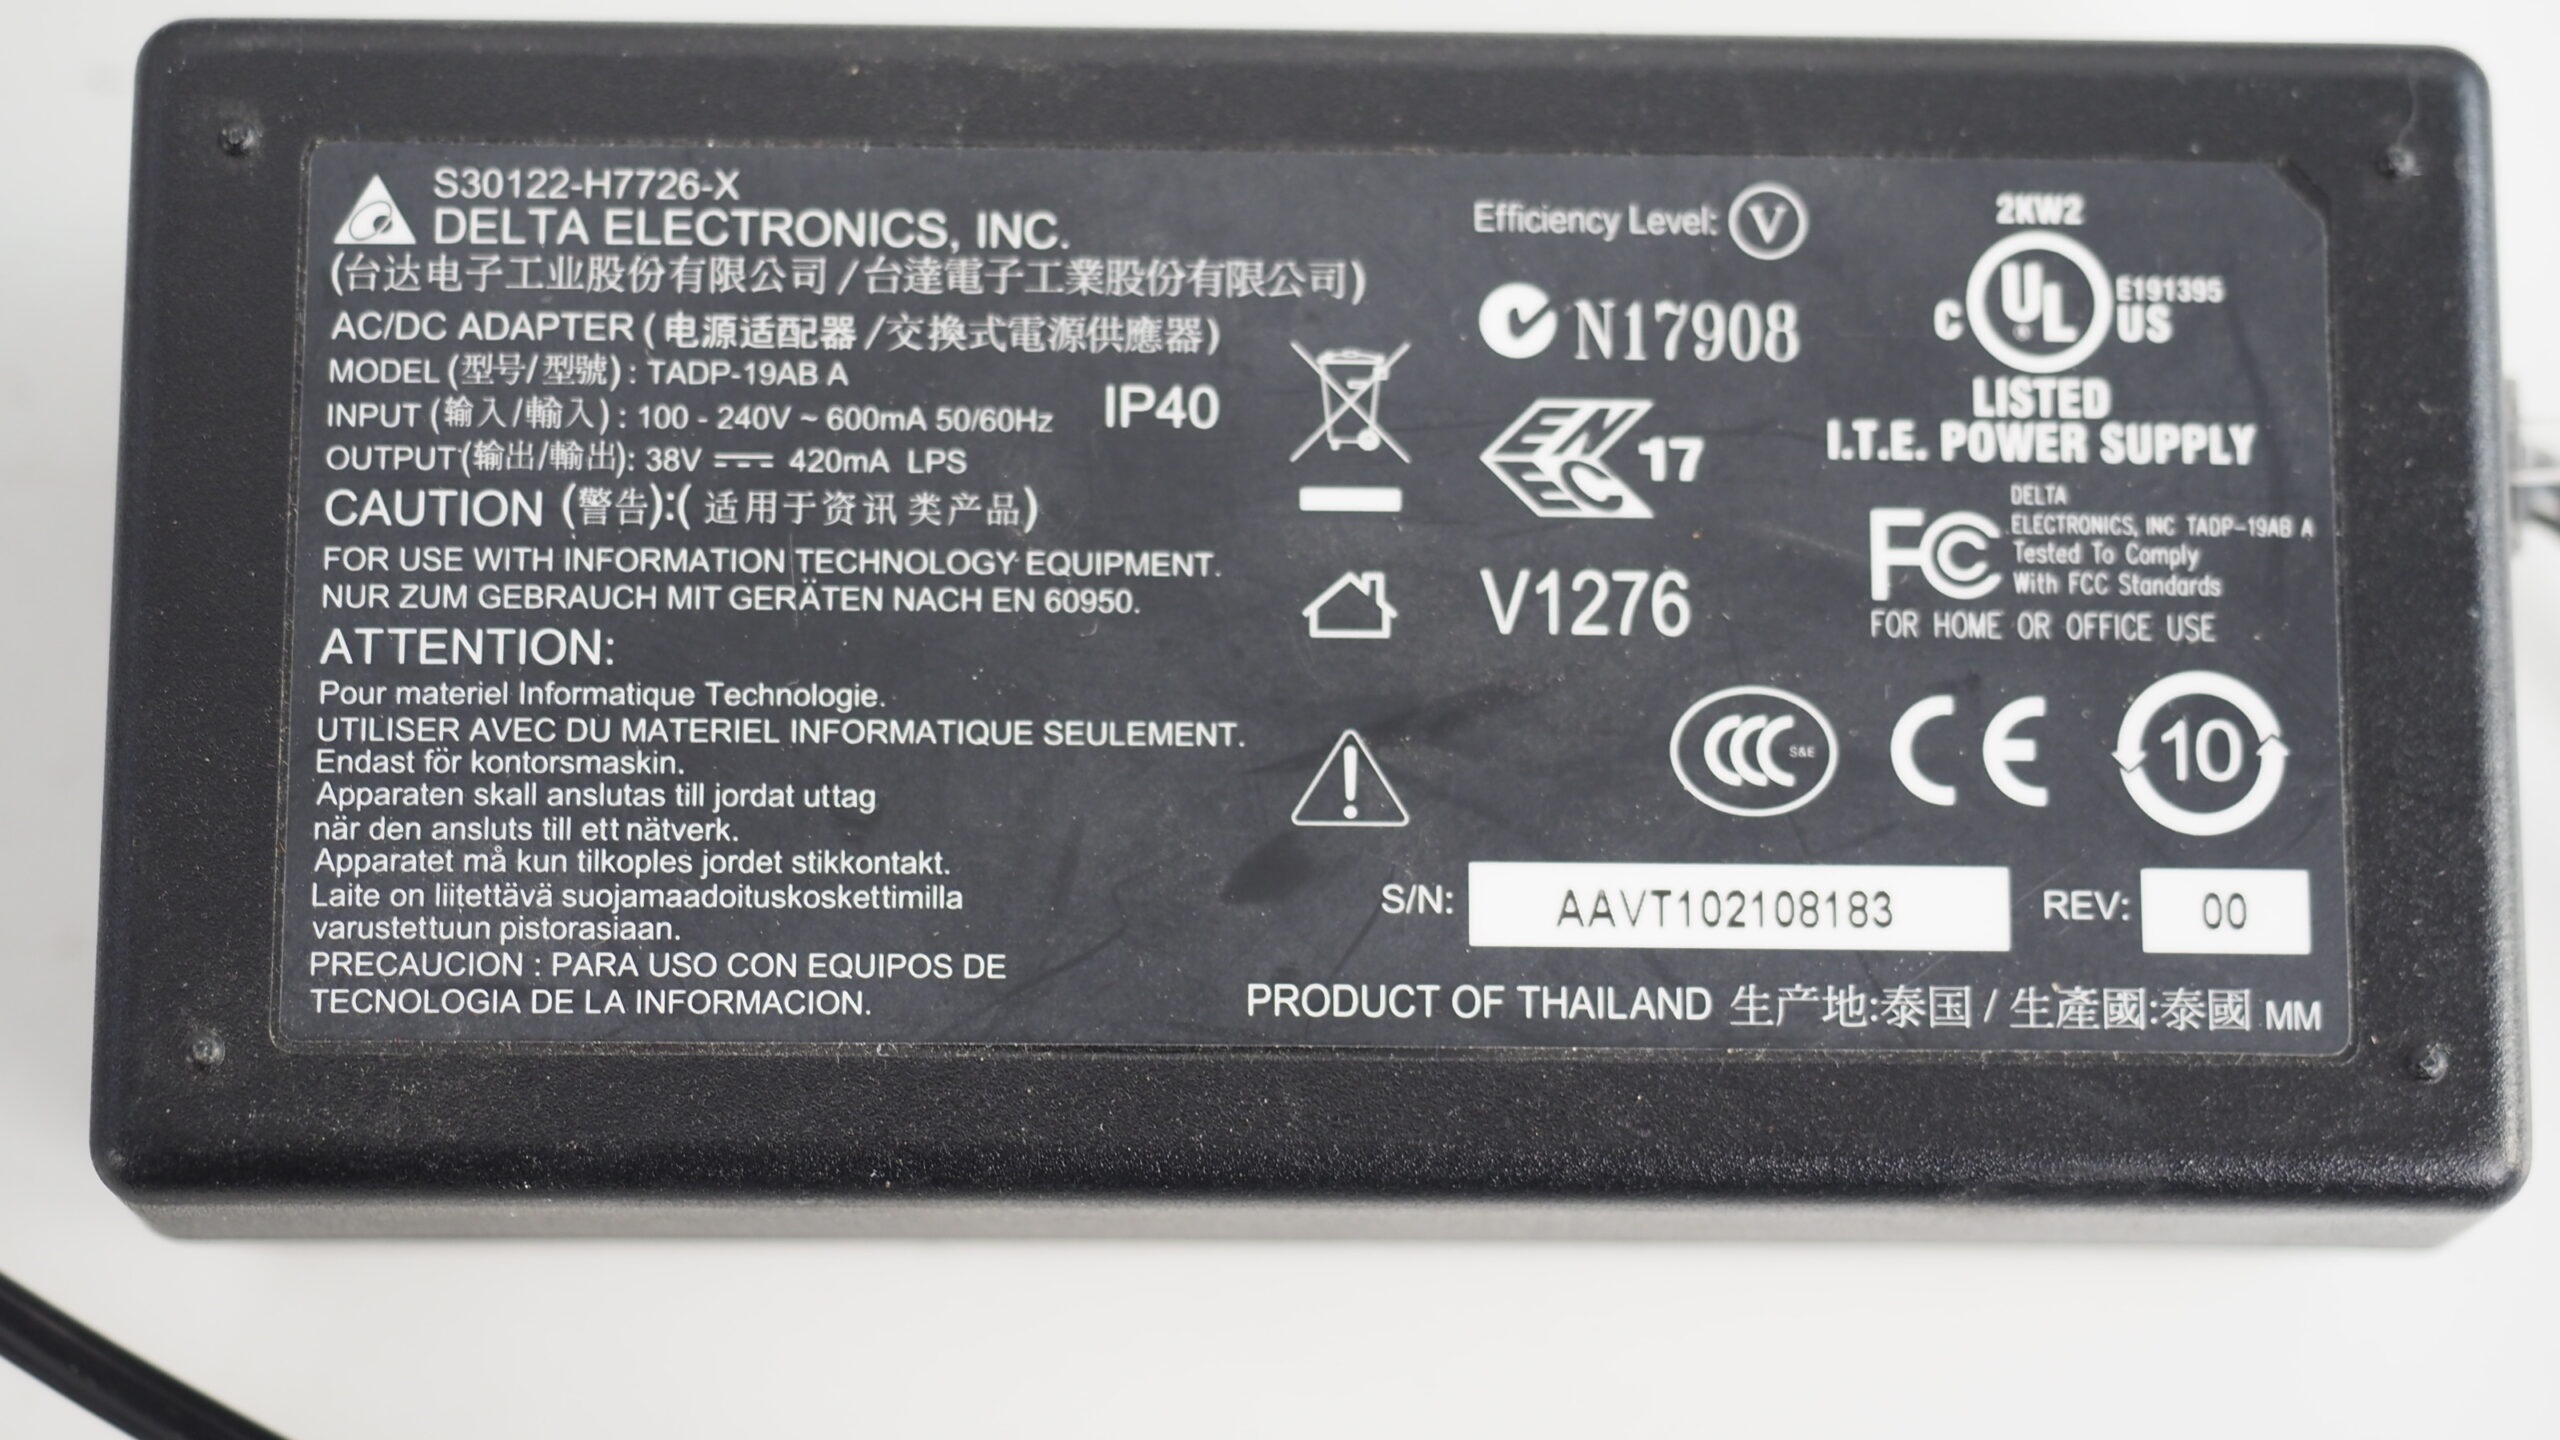 S30122-H7726-X
DELTA ELECTRONICS, INC.
(台达电子工业股份有限公司/台達電子工業股份有限公司)
AC/DC ADAPTER (电源适配器/交換式電源供應器)
MODEL (型号/型號) : TADP-19AB A
INPUT (输入/輸入) : 100 - 240V ~ 600mA 50/60Hz
IP40
OUTPUT (输出/輸出): 38V ⎓ 420mA LPS
CAUTION (警告):( 适用于资讯类产品)
FOR USE WITH INFORMATION TECHNOLOGY EQUIPMENT.
NUR ZUM GEBRAUCH MIT GERÄTEN NACH EN 60950.
ATTENTION:
Pour materiel Informatique Technologie.
UTILISER AVEC DU MATERIEL INFORMATIQUE SEULEMENT.
Endast för kontorsmaskin.
Apparaten skall anslutas till jordat uttag
när den ansluts till ett nätverk.
Apparatet må kun tilkoples jordet stikkontakt.
Laite on liitettävä suojamaadoituskoskettimilla
varustettuun pistorasiaan.
PRECAUCION : PARA USO CON EQUIPOS DE
TECNOLOGIA DE LA INFORMACION.
Efficiency Level: V
N17908
ENEC 17
V1276
2KW2
C UL US
E191395
LISTED
I.T.E. POWER SUPPLY
FC
DELTA
ELECTRONICS, INC TADP-19AB A
Tested To Comply
With FCC Standards
FOR HOME OR OFFICE USE
CCC S&E
CE
10
S/N: AAVT102108183
REV: 00
PRODUCT OF THAILAND 生产地:泰国 / 生產國:泰國 MM